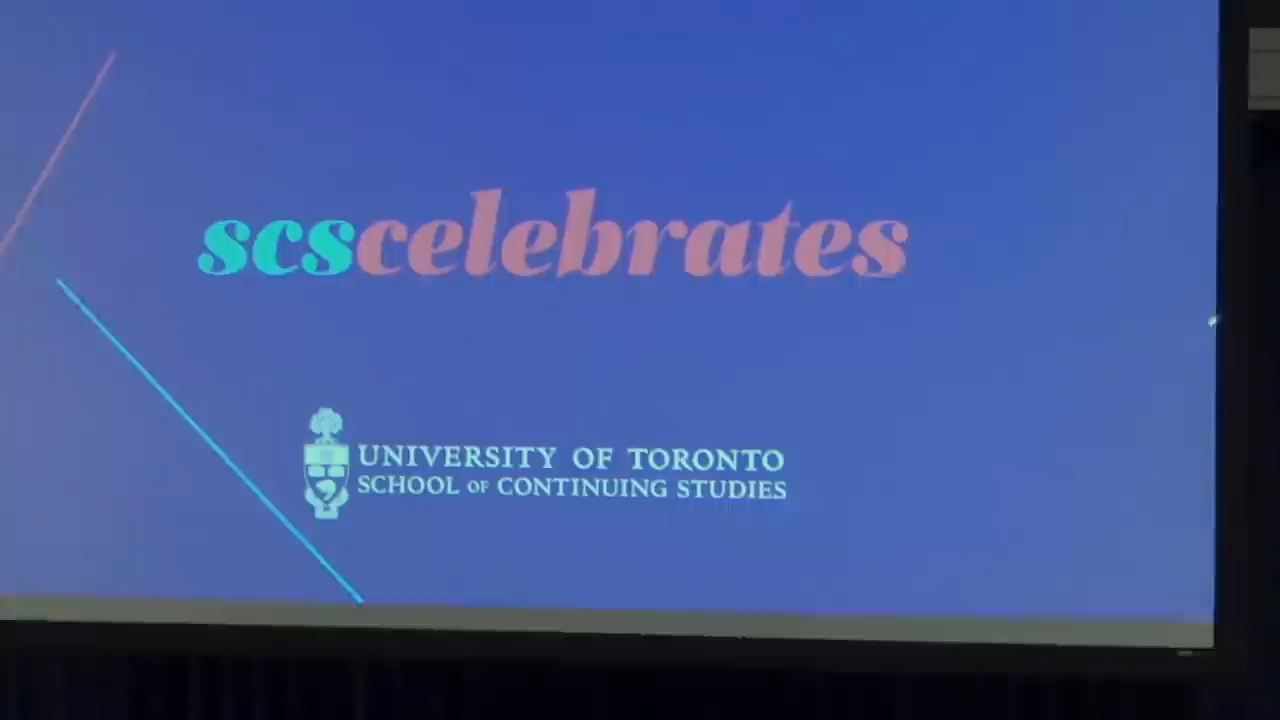 scscelebrates
UNIVERSITY OF TORONTO
SCHOOL OF CONTINUING STUDIES